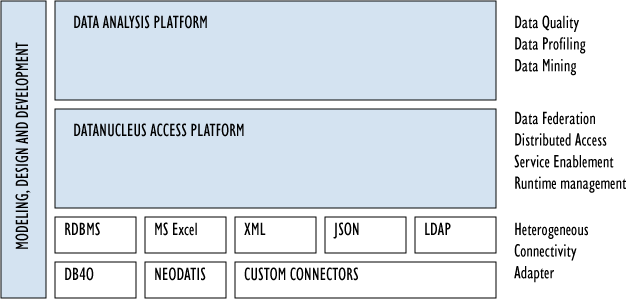 MODELING, DESIGN AND DEVELOPMENT
DATA ANALYSIS PLATFORM
Data Quality
Data Profiling
Data Mining
DATANUCLEUS ACCESS PLATFORM
Data Federation
Distributed Access
Service Enablement
Runtime management
RDBMS
MS Excel
XML
JSON
LDAP
DB4O
NEODATIS
CUSTOM CONNECTORS
Heterogeneous
Connectivity
Adapter